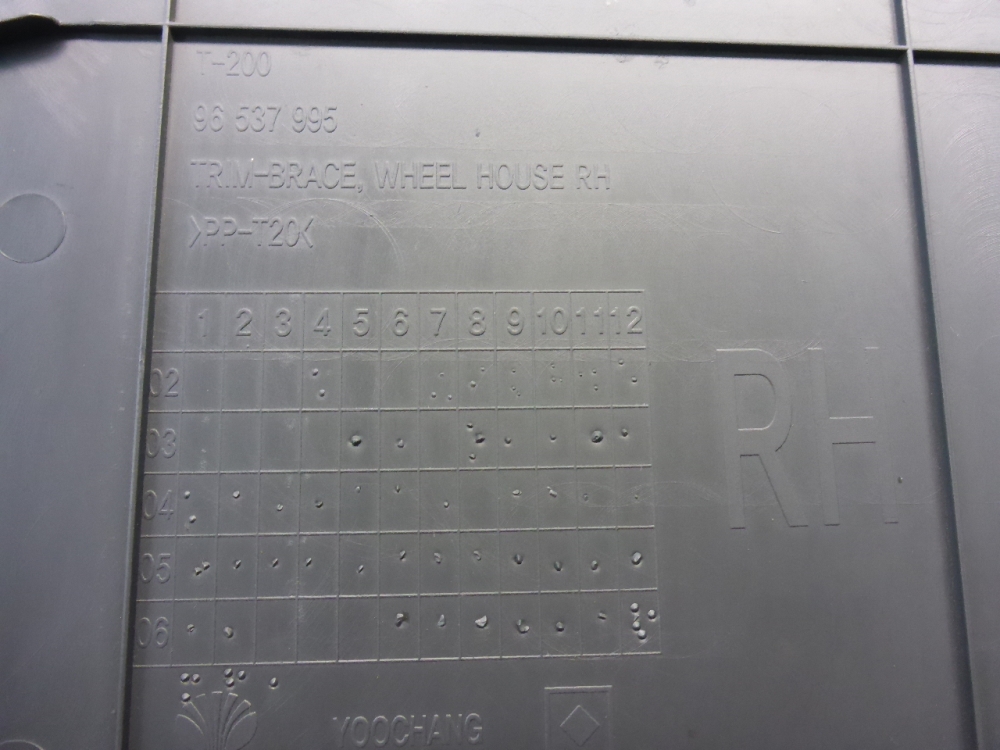 T-200
96 537 995
TRIM-BRACE, WHEEL HOUSE RH
>PP-T20<
1 2 3 4 5 6 7 8 9 10 11 12
02
03
RH
04
05
06
YOOCHANG